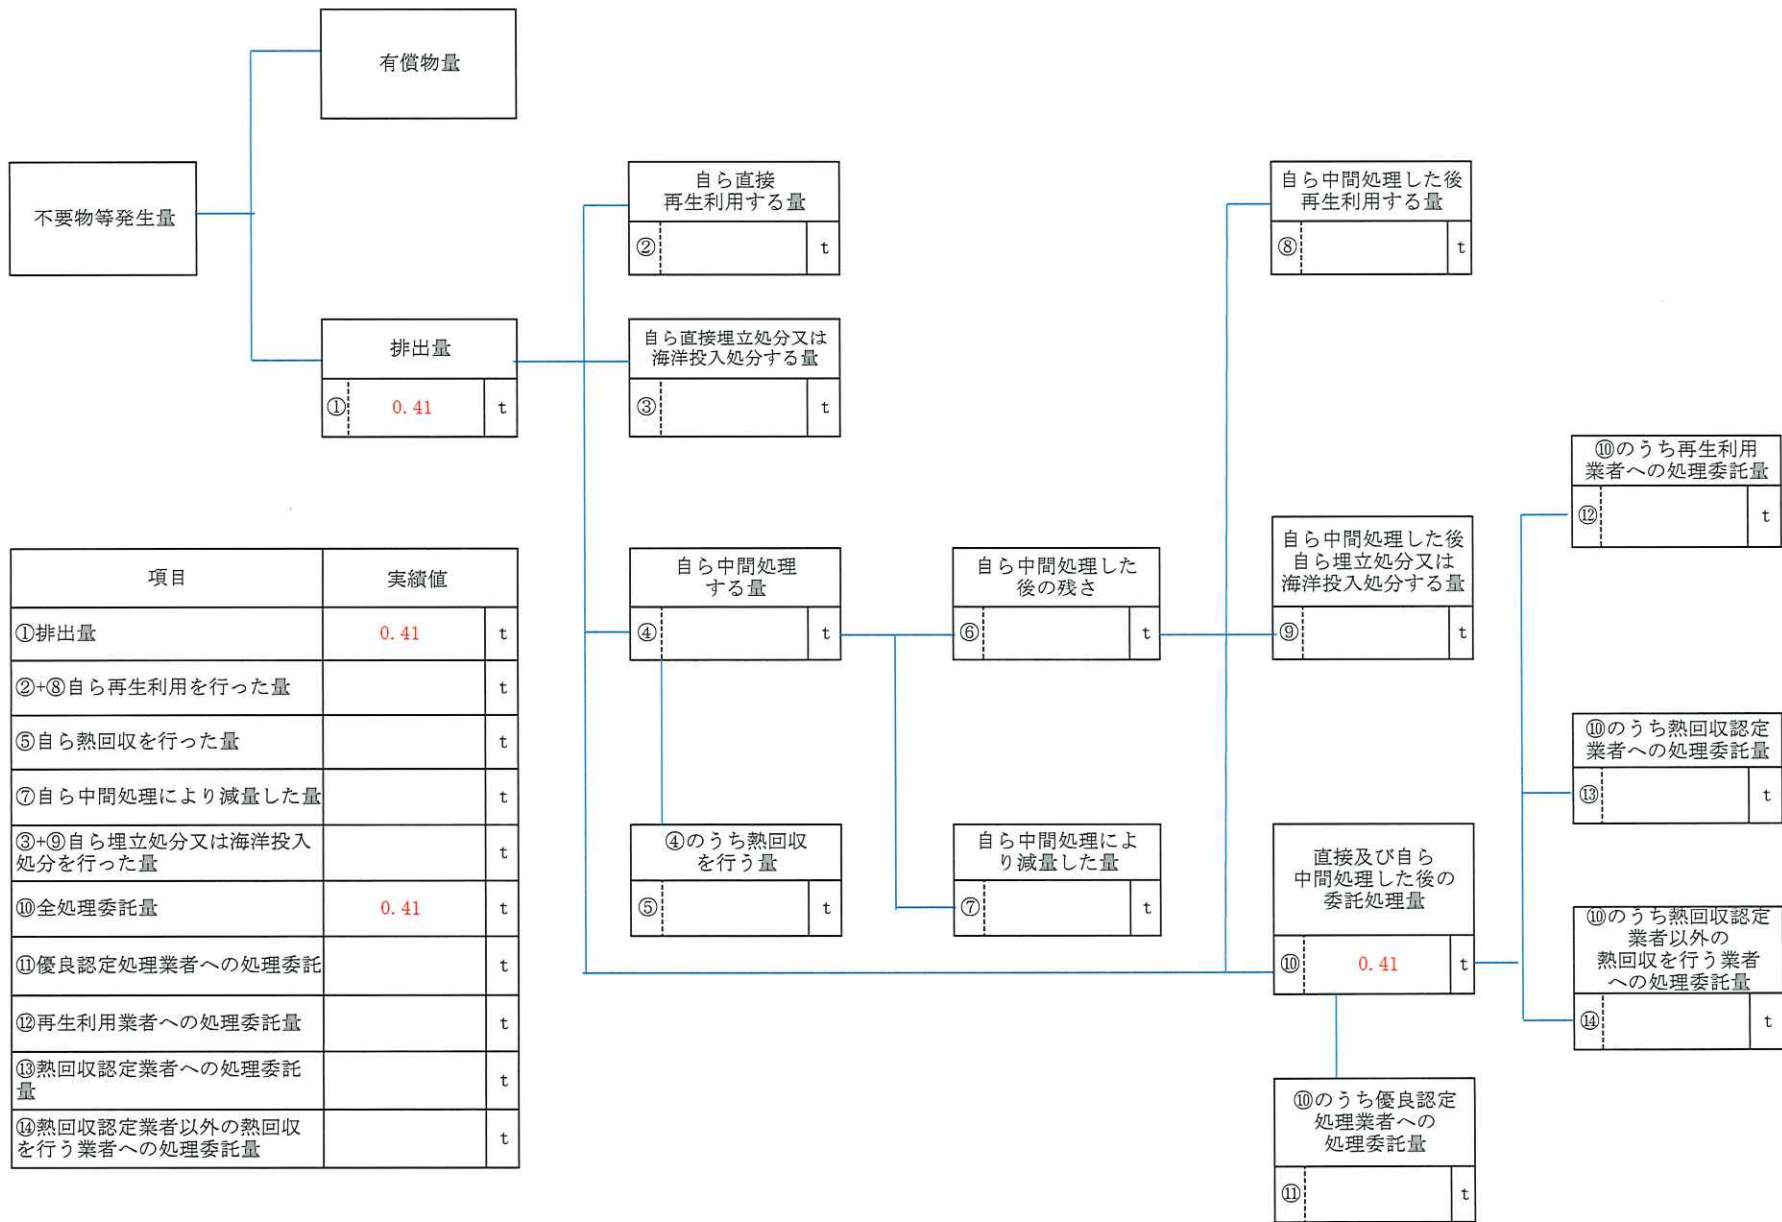 有償物量
不要物等発生量
自ら直接
再生利用する量
② t
自ら中間処理した後
再生利用する量
⑧ t
排出量
① 0.41 t
自ら直接埋立処分又は
海洋投入処分する量
③ t
⑩のうち再生利用
業者への処理委託量
⑫ t
自ら中間処理
する量
④ t
自ら中間処理した
後の残さ
⑥ t
自ら中間処理した後
自ら埋立処分又は
海洋投入処分する量
⑨ t
⑩のうち熱回収認定
業者への処理委託量
⑬ t
④のうち熱回収
を行う量
⑤ t
自ら中間処理によ
り減量した量
⑦ t
直接及び自ら
中間処理した後の
委託処理量
⑩ 0.41 t
⑩のうち熱回収認定
業者以外の
熱回収を行う業者
への処理委託量
⑭ t
⑩のうち優良認定
処理業者への
処理委託量
⑪ t
項目 実績値
①排出量 0.41 t
②+⑧自ら再生利用を行った量 t
⑤自ら熱回収を行った量 t
⑦自ら中間処理により減量した量 t
③+⑨自ら埋立処分又は海洋投入
処分を行った量 t
⑩全処理委託量 0.41 t
⑪優良認定処理業者への処理委託 t
⑫再生利用業者への処理委託量 t
⑬熱回収認定業者への処理委託
量 t
⑭熱回収認定業者以外の熱回収
を行う業者への処理委託量 t